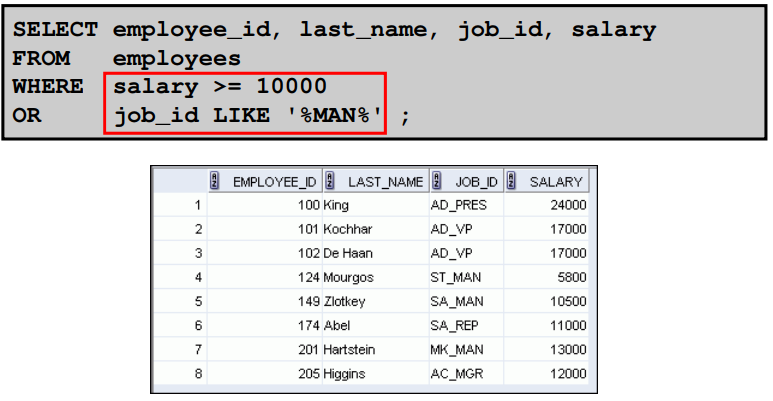 SELECT employee_id, last_name, job_id, salary
FROM employees
WHERE salary >= 10000
OR job_id LIKE '%MAN%' ;
EMPLOYEE_ID LAST_NAME JOB_ID SALARY
1 100 King AD_PRES 24000
2 101 Kochhar AD_VP 17000
3 102 De Haan AD_VP 17000
4 124 Mourgos ST_MAN 5800
5 149 Zlotkey SA_MAN 10500
6 174 Abel SA_REP 11000
7 201 Hartstein MK_MAN 13000
8 205 Higgins AC_MGR 12000